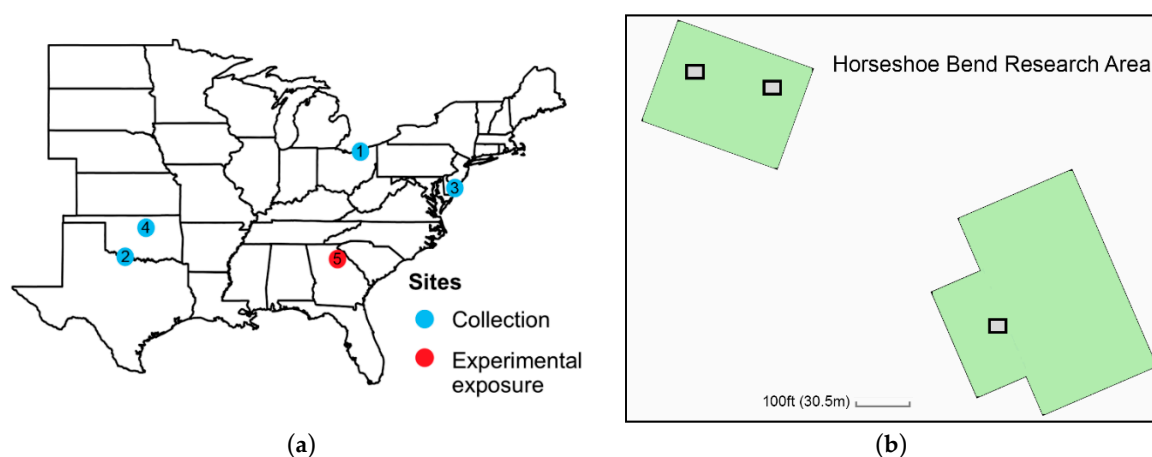 1
3
4
2
5
Sites
Collection
Experimental
exposure
(a)
Horseshoe Bend Research Area
100ft (30.5m)
(b)